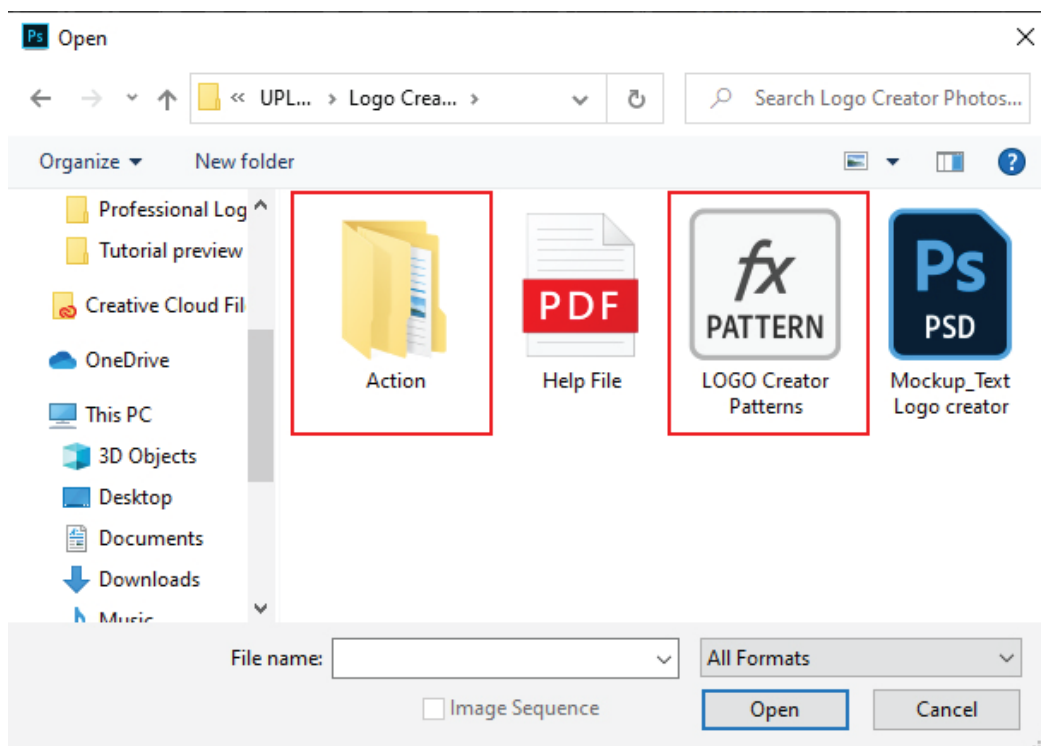 Ps Open
« UPL... › Logo Crea... ›
Search Logo Creator Photos...
Organize
New folder
?
Professional Log
Tutorial preview
Creative Cloud Fil
OneDrive
This PC
3D Objects
Desktop
Documents
Downloads
Music
Action
PDF
Help File
fx
PATTERN
LOGO Creator
Patterns
Ps
PSD
Mockup_Text
Logo creator
File name:
All Formats
Image Sequence
Open
Cancel